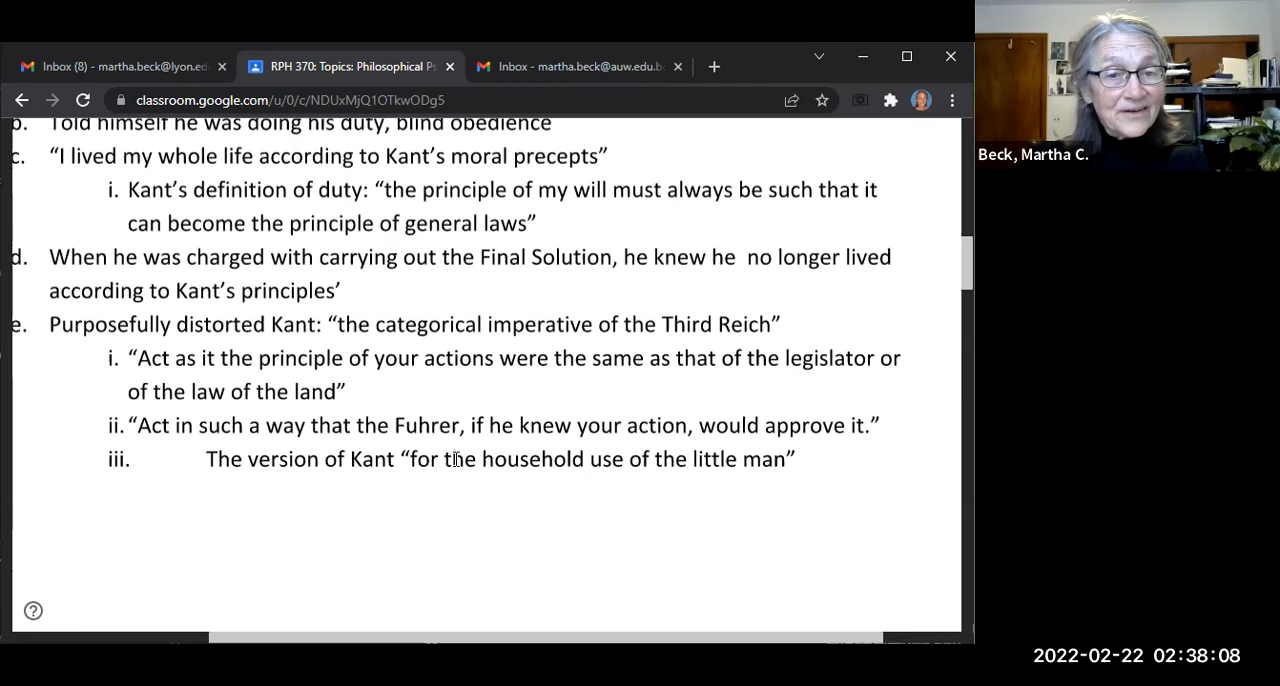 Inbox (8) - martha.beck@lyon.ed
RPH 370: Topics: Philosophical Ps
Inbox - martha.beck@auw.edu.b
classroom.google.com/u/0/c/NDUxMjQ1OTkwODg5
b. Told himself he was doing his duty, blind obedience
c. “I lived my whole life according to Kant’s moral precepts”
i. Kant’s definition of duty: “the principle of my will must always be such that it
can become the principle of general laws”
d. When he was charged with carrying out the Final Solution, he knew he no longer lived
according to Kant’s principles’
e. Purposefully distorted Kant: “the categorical imperative of the Third Reich”
i. “Act as it the principle of your actions were the same as that of the legislator or
of the law of the land”
ii. “Act in such a way that the Fuhrer, if he knew your action, would approve it.”
iii. The version of Kant “for the household use of the little man”
Beck, Martha C.
2022-02-22 02:38:08